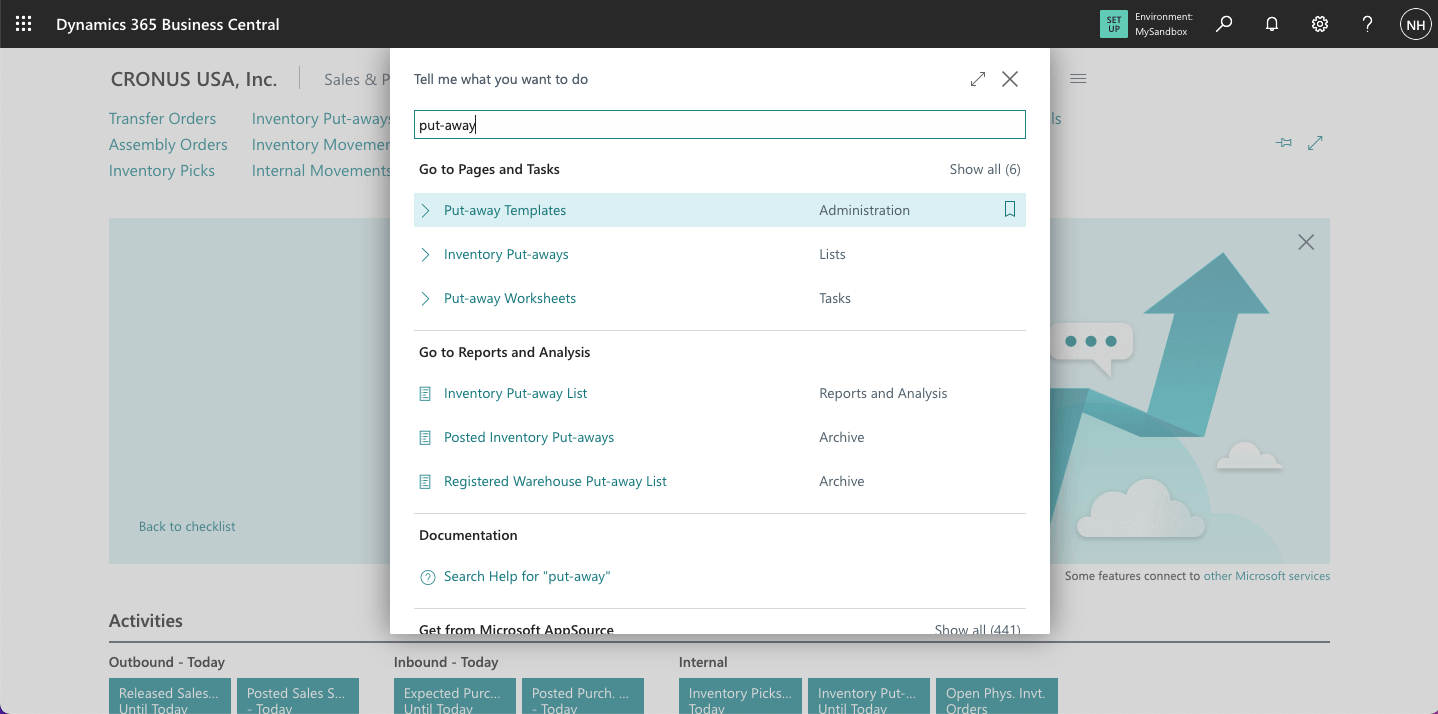 Dynamics 365 Business Central
SET UP
Environment:
MySandbox
?
NH
CRONUS USA, Inc.
Sales & P
Transfer Orders
Inventory Put-aways
Assembly Orders
Inventory Movemen
Inventory Picks
Internal Movements
ls
Tell me what you want to do
put-away
Go to Pages and Tasks
Show all (6)
Put-away Templates
Administration
Inventory Put-aways
Lists
Put-away Worksheets
Tasks
Go to Reports and Analysis
Inventory Put-away List
Reports and Analysis
Posted Inventory Put-aways
Archive
Registered Warehouse Put-away List
Archive
Documentation
Search Help for "put-away"
Get from Microsoft AppSource
Show all (441)
Back to checklist
Some features connect to other Microsoft services
Activities
Outbound - Today
Inbound - Today
Internal
Released Sales...
Until Today
Posted Sales S...
- Today
Expected Purc...
Until Today
Posted Purch. ...
- Today
Inventory Picks...
Today
Inventory Put-...
Until Today
Open Phys. Invt.
Orders